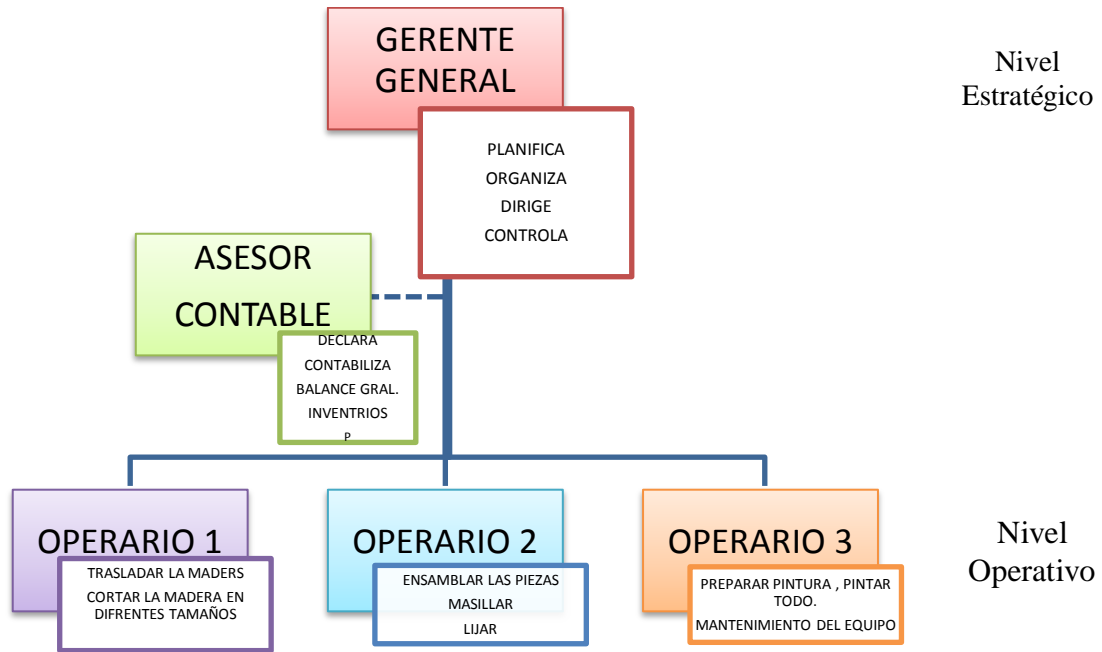 GERENTE
GENERAL
Nivel
Estratégico
PLANIFICA
ORGANIZA
DIRIGE
CONTROLA
ASESOR
CONTABLE
DECLARA
CONTABILIZA
BALANCE GRAL.
INVENTRIOS
P
OPERARIO 1
TRASLADAR LA MADERS
CORTAR LA MADERA EN
DIFRENTES TAMAÑOS
OPERARIO 2
ENSAMBLAR LAS PIEZAS
MASILLAR
LIJAR
OPERARIO 3
PREPARAR PINTURA , PINTAR
TODO.
MANTENIMIENTO DEL EQUIPO
Nivel
Operativo